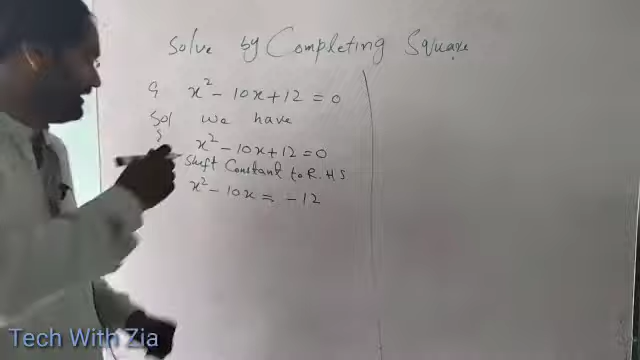 Solve by Completing Square
Q x² - 10x + 12 = 0
Sol we have
x² - 10x + 12 = 0
Shift Constant to R.H S
x² - 10x = -12
Tech With Zia